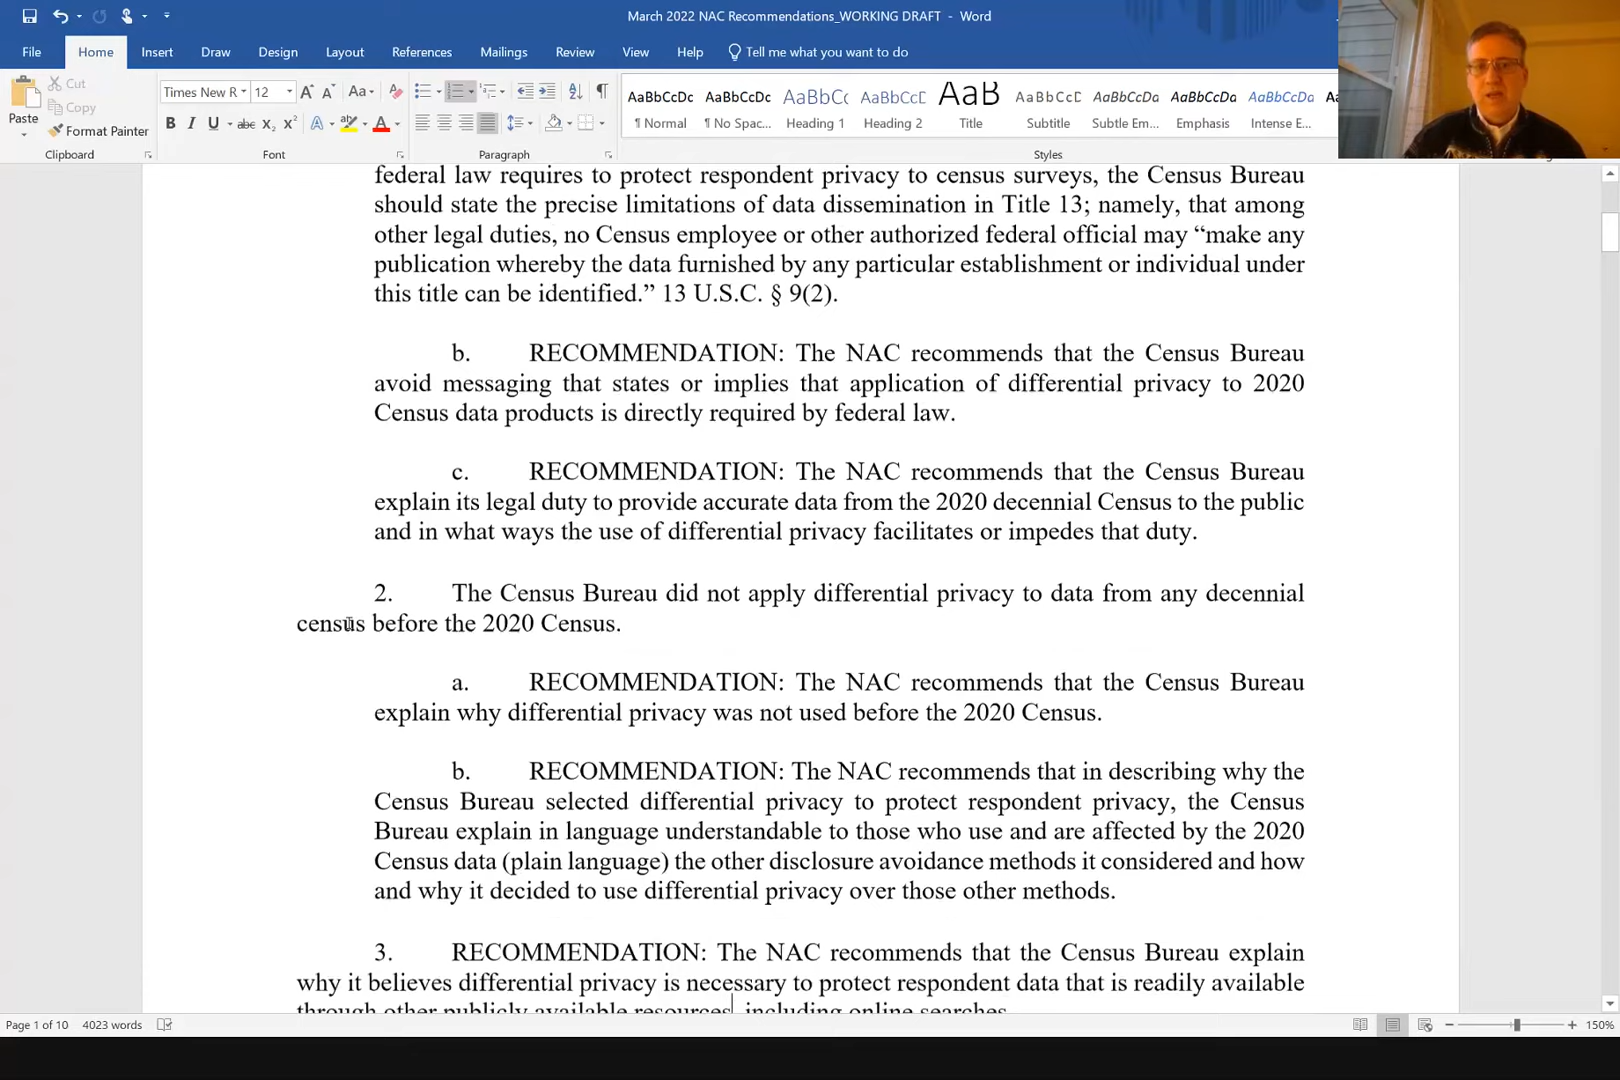 March 2022 NAC Recommendations_WORKING DRAFT - Word
File Home Insert Draw Design Layout References Mailings Review View Help Tell me what you want to do
Paste
Cut
Copy
Format Painter
Clipboard
Times New R 12
Font
Paragraph
AaBbCcDc AaBbCcDc AaBbC AaBbCcD AaB AaBbCcD AaBbCcDa AaBbCcDa AaBbCcDa
¶ Normal ¶ No Spac... Heading 1 Heading 2 Title Subtitle Subtle Em... Emphasis Intense E...
Styles
federal law requires to protect respondent privacy to census surveys, the Census Bureau
should state the precise limitations of data dissemination in Title 13; namely, that among
other legal duties, no Census employee or other authorized federal official may “make any
publication whereby the data furnished by any particular establishment or individual under
this title can be identified.” 13 U.S.C. § 9(2).
b. RECOMMENDATION: The NAC recommends that the Census Bureau
avoid messaging that states or implies that application of differential privacy to 2020
Census data products is directly required by federal law.
c. RECOMMENDATION: The NAC recommends that the Census Bureau
explain its legal duty to provide accurate data from the 2020 decennial Census to the public
and in what ways the use of differential privacy facilitates or impedes that duty.
2. The Census Bureau did not apply differential privacy to data from any decennial
census before the 2020 Census.
a. RECOMMENDATION: The NAC recommends that the Census Bureau
explain why differential privacy was not used before the 2020 Census.
b. RECOMMENDATION: The NAC recommends that in describing why the
Census Bureau selected differential privacy to protect respondent privacy, the Census
Bureau explain in language understandable to those who use and are affected by the 2020
Census data (plain language) the other disclosure avoidance methods it considered and how
and why it decided to use differential privacy over those other methods.
3. RECOMMENDATION: The NAC recommends that the Census Bureau explain
why it believes differential privacy is necessary to protect respondent data that is readily available
through other publicly available resources, including online searches.
Page 1 of 10 4023 words 150%